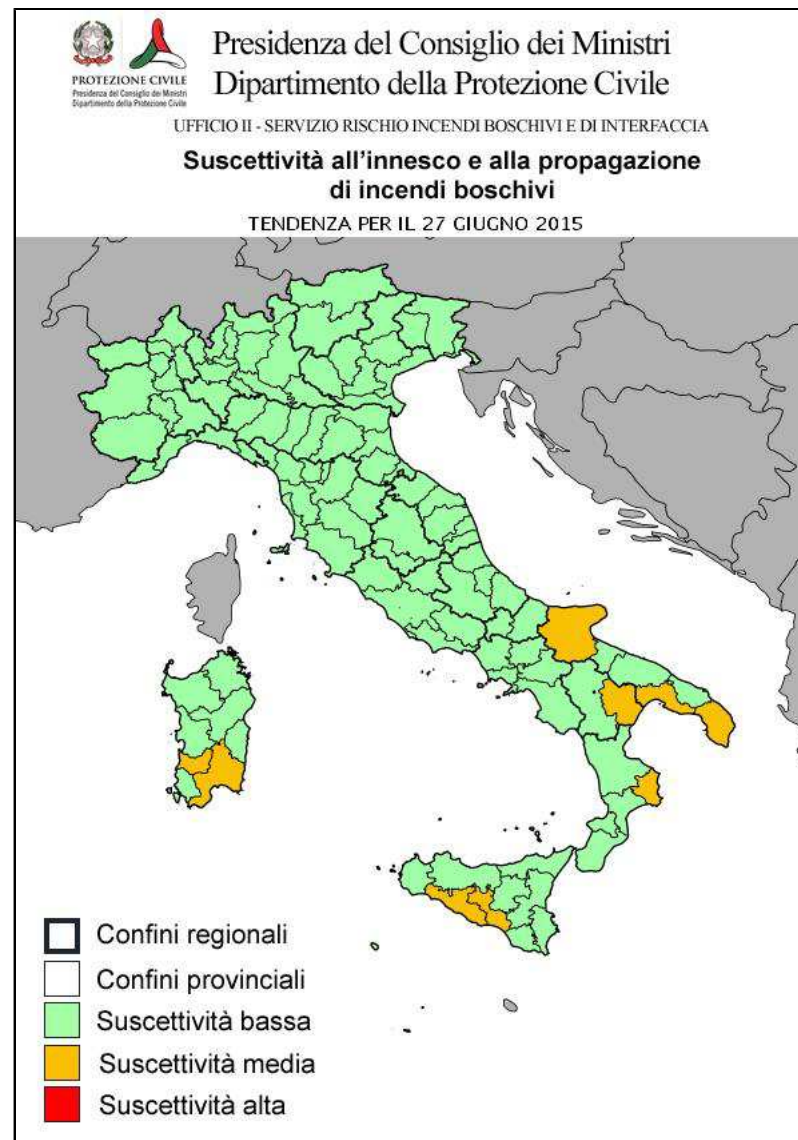 PROTEZIONE CIVILE
Presidenza del Consiglio dei Ministri
Dipartimento della Protezione Civile
Presidenza del Consiglio dei Ministri
Dipartimento della Protezione Civile
UFFICIO II - SERVIZIO RISCHIO INCENDI BOSCHIVI E DI INTERFACCIA
Suscettività all'innesco e alla propagazione
di incendi boschivi
TENDENZA PER IL 27 GIUGNO 2015
Confini regionali
Confini provinciali
Suscettività bassa
Suscettività media
Suscettività alta